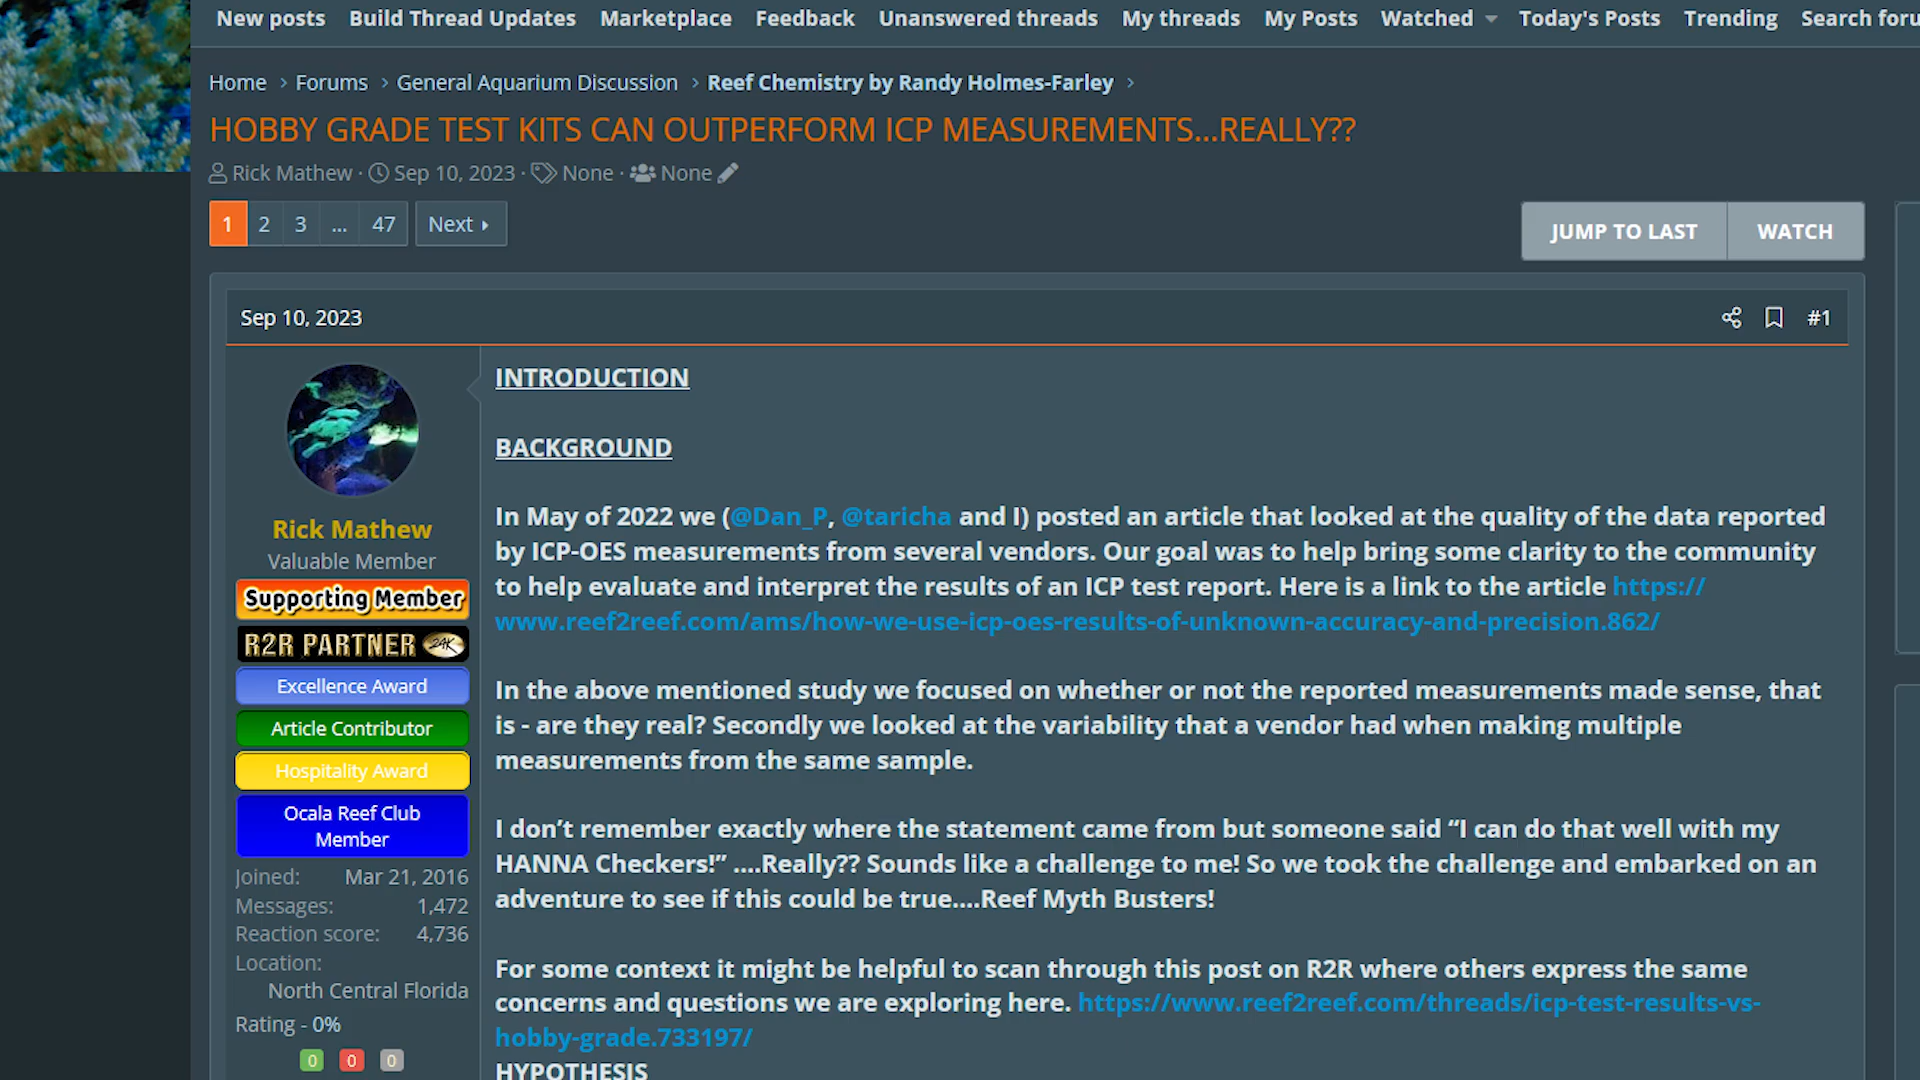 New posts Build Thread Updates Marketplace Feedback Unanswered threads My threads My Posts Watched Today's Posts Trending Search
Home > Forums > General Aquarium Discussion > Reef Chemistry by Randy Holmes-Farley >
HOBBY GRADE TEST KITS CAN OUTPERFORM ICP MEASUREMENTS...REALLY??
Rick Mathew · Sep 10, 2023 · None · None
1 2 3 ... 47 Next
JUMP TO LAST WATCH
Sep 10, 2023 #1
Rick Mathew
Valuable Member
Supporting Member
R2R PARTNER 24K
Excellence Award
Article Contributor
Hospitality Award
Ocala Reef Club
Member
Joined: Mar 21, 2016
Messages: 1,472
Reaction score: 4,736
Location:
North Central Florida
Rating - 0%
0 0 0
INTRODUCTION
BACKGROUND
In May of 2022 we (@Dan_P, @taricha and I) posted an article that looked at the quality of the data reported
by ICP-OES measurements from several vendors. Our goal was to help bring some clarity to the community
to help evaluate and interpret the results of an ICP test report. Here is a link to the article https://
www.reef2reef.com/ams/how-we-use-icp-oes-results-of-unknown-accuracy-and-precision.862/
In the above mentioned study we focused on whether or not the reported measurements made sense, that
is - are they real? Secondly we looked at the variability that a vendor had when making multiple
measurements from the same sample.
I don’t remember exactly where the statement came from but someone said “I can do that well with my
HANNA Checkers!” ....Really?? Sounds like a challenge to me! So we took the challenge and embarked on an
adventure to see if this could be true....Reef Myth Busters!
For some context it might be helpful to scan through this post on R2R where others express the same
concerns and questions we are exploring here. https://www.reef2reef.com/threads/icp-test-results-vs-
hobby-grade.733197/
HYPOTHESIS